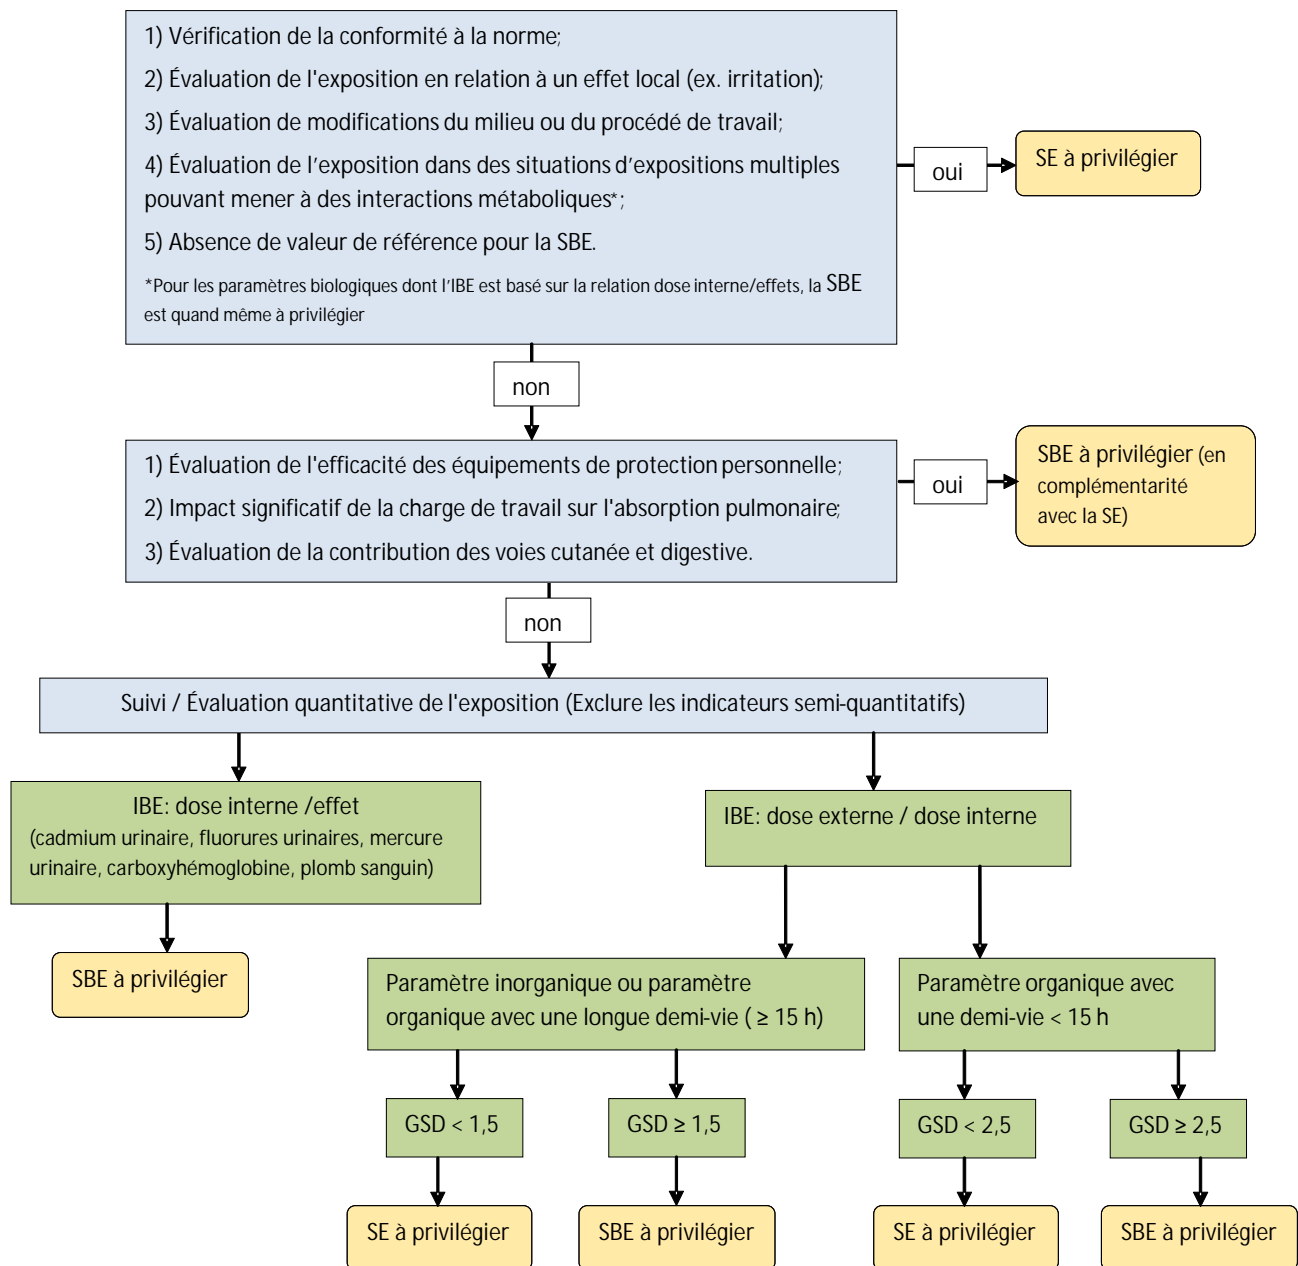 1) Vérification de la conformité à la norme;
2) Évaluation de l'exposition en relation à un effet local (ex. irritation);
3) Évaluation de modifications du milieu ou du procédé de travail;
4) Évaluation de l'exposition dans des situations d'expositions multiples
pouvant mener à des interactions métaboliques*;
5) Absence de valeur de référence pour la SBE.
*Pour les paramètres biologiques dont l'IBE est basé sur la relation dose interne/effets, la SBE
est quand même à privilégier
oui
SE à privilégier
non
1) Évaluation de l'efficacité des équipements de protection personnelle;
2) Impact significatif de la charge de travail sur l'absorption pulmonaire;
3) Évaluation de la contribution des voies cutanée et digestive.
oui
SBE à privilégier (en
complémentarité
avec la SE)
non
Suivi / Évaluation quantitative de l'exposition (Exclure les indicateurs semi-quantitatifs)
IBE: dose interne /effet
(cadmium urinaire, fluorures urinaires, mercure
urinaire, carboxyhémoglobine, plomb sanguin)
IBE: dose externe / dose interne
SBE à privilégier
Paramètre inorganique ou paramètre
organique avec une longue demi-vie ( ≥ 15 h)
Paramètre organique avec
une demi-vie < 15 h
GSD < 1,5
GSD ≥ 1,5
GSD < 2,5
GSD ≥ 2,5
SE à privilégier
SBE à privilégier
SE à privilégier
SBE à privilégier